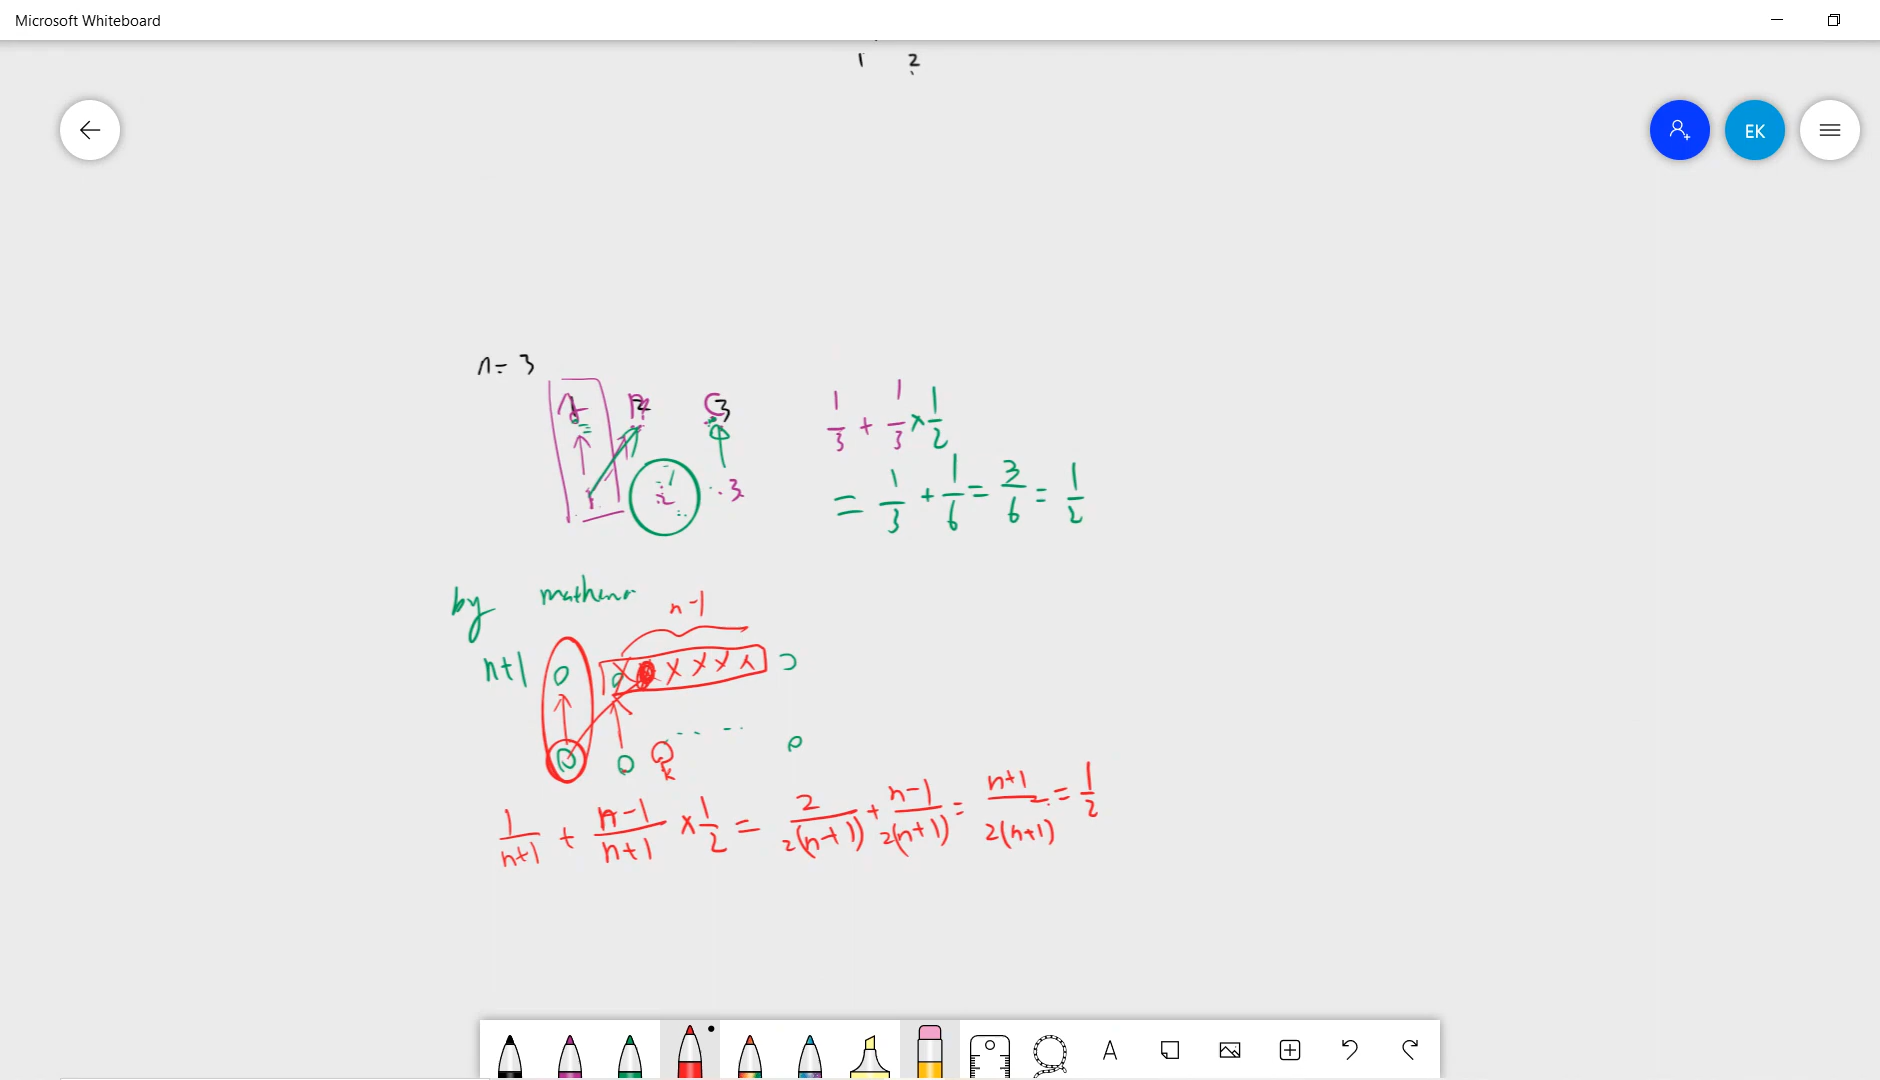 Microsoft Whiteboard
1 2
EK
n = 3
C 3
1/3 + 1/3 × 1/2
= 1/3 + 1/6 = 3/6 = 1/2
1 2 3
by
n-1
n+1
k
1/(n+1) + (n-1)/(n+1) × 1/2 = 2/(2(n+1)) + (n-1)/(2(n+1)) = (n+1)/(2(n+1)) = 1/2
A